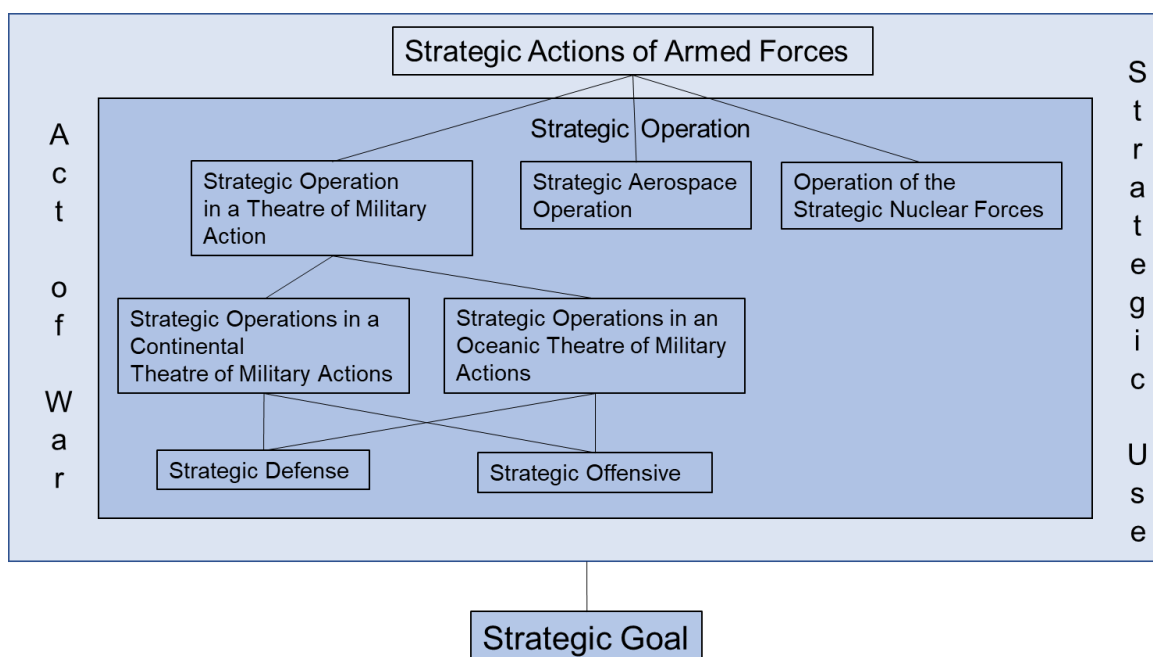 Strategic Actions of Armed Forces
Act of War
Strategic Use
Strategic Operation
Strategic Operation
in a Theatre of Military
Action
Strategic Aerospace
Operation
Operation of the
Strategic Nuclear Forces
Strategic Operations in a
Continental
Theatre of Military Actions
Strategic Operations in an
Oceanic Theatre of Military
Actions
Strategic Defense
Strategic Offensive
Strategic Goal